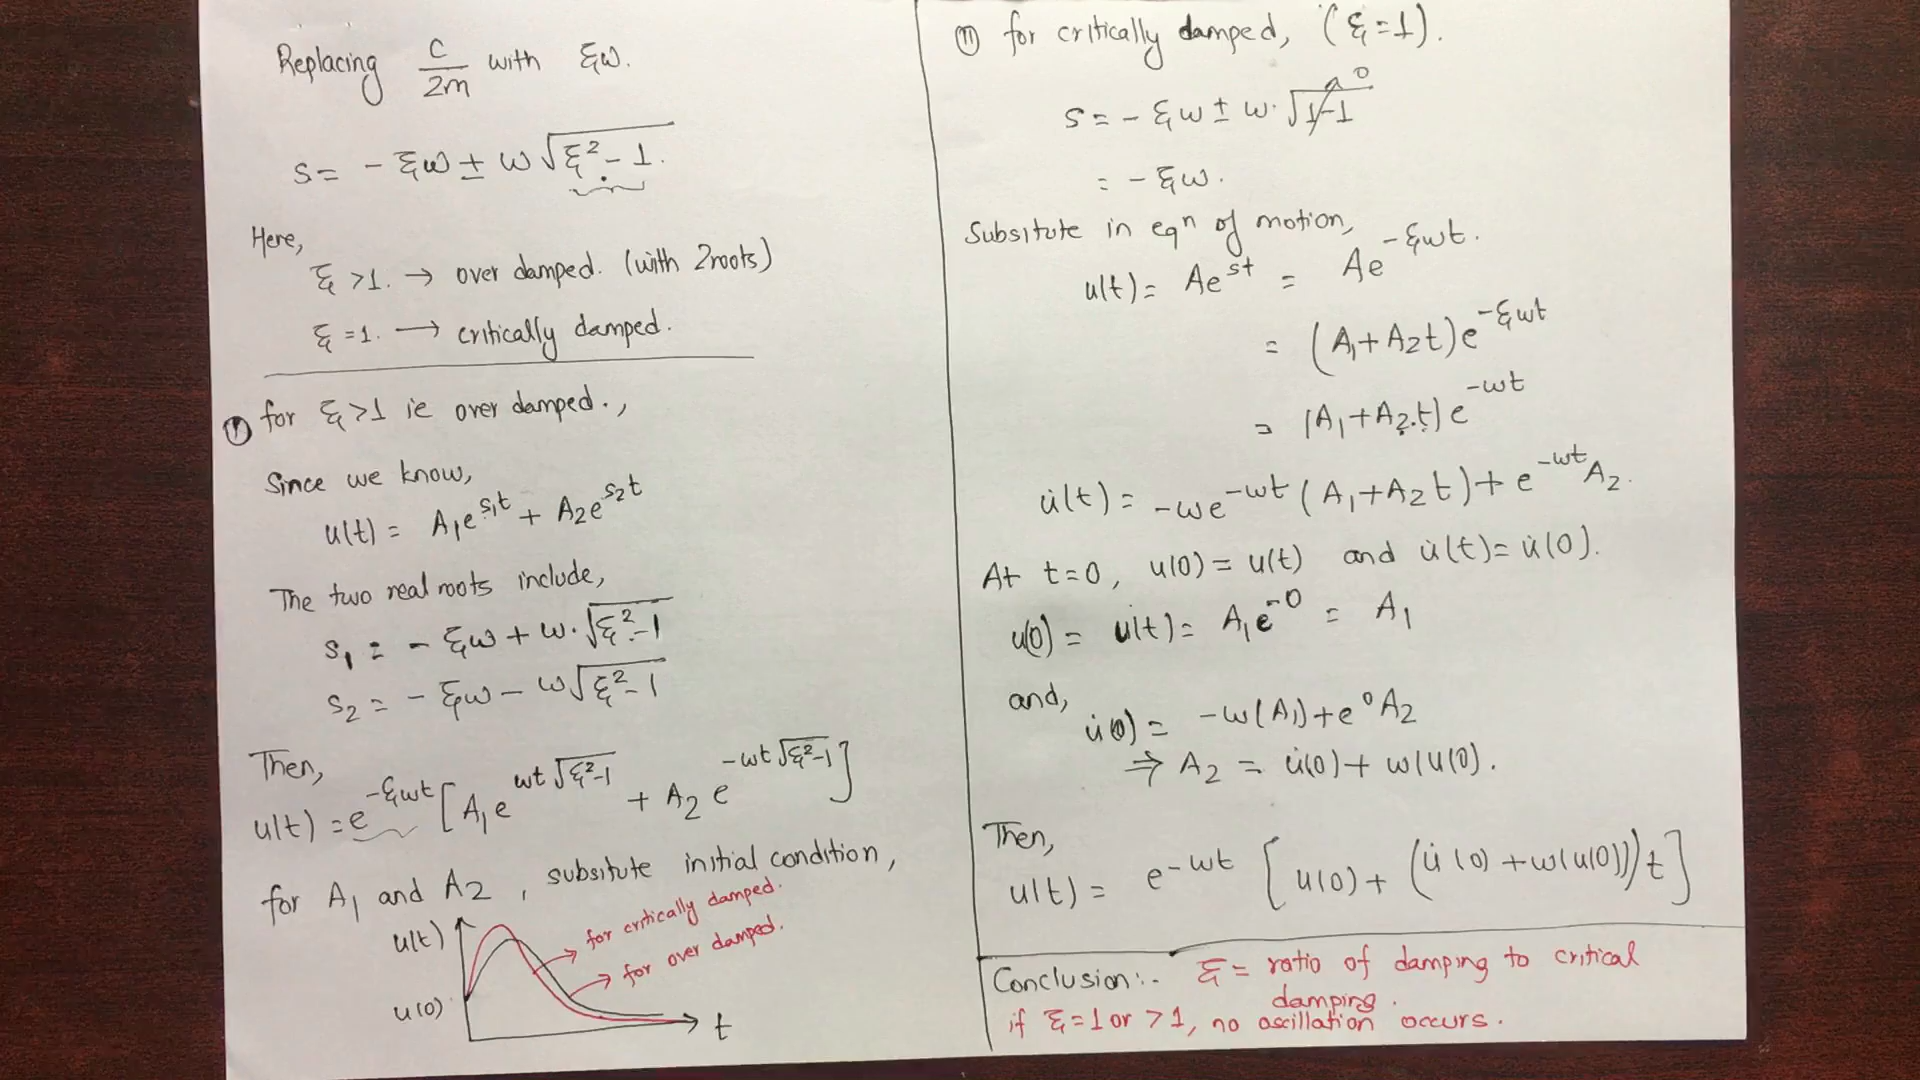 Replacing c/2m with ξω.
s = - ξω ± ω √ξ² - 1.
Here,
ξ >1. → over damped. (with 2 roots)
ξ =1. → critically damped.
① for ξ >1 ie over damped.,
Since we know,
u(t) = A₁e^s₁t + A₂e^s₂t
The two real roots include,
s₁ = - ξω + ω.√ξ²-1
s₂ = - ξω - ω√ξ²-1
Then,
u(t) = e^-ξωt [A₁e^ωt√ξ²-1 + A₂ e^-ωt√ξ²-1]
for A₁ and A₂, subsitute initial condition,
for critically damped.
for over damped.
u(t)
u(0)
t
⑪ for critically damped, (ξ=1).
s = - ξω ± ω.√1-1 0
= - ξω.
Subsitute in eqⁿ of motion,
u(t) = Ae^st = Ae^-ξωt.
= (A₁+A₂t)e^-ξωt
= (A₁+A₂.t)e^-ωt
u̇(t) = -ωe^-ωt (A₁+A₂t) + e^-ωt A₂.
At t=0, u(0) = u(t) and u̇(t) = u̇(0).
u(0) = u(t) = A₁e^-0 = A₁
and,
u̇(0) = -ω(A₁)+e⁰A₂
⇒ A₂ = u̇(0) + ω(u(0).
Then,
u(t) = e^-ωt [u(0) + (u̇(0) +ω(u(0))) t]
Conclusion:- ξ = ratio of damping to critical
damping.
if ξ=1 or >1, no oscillation occurs.